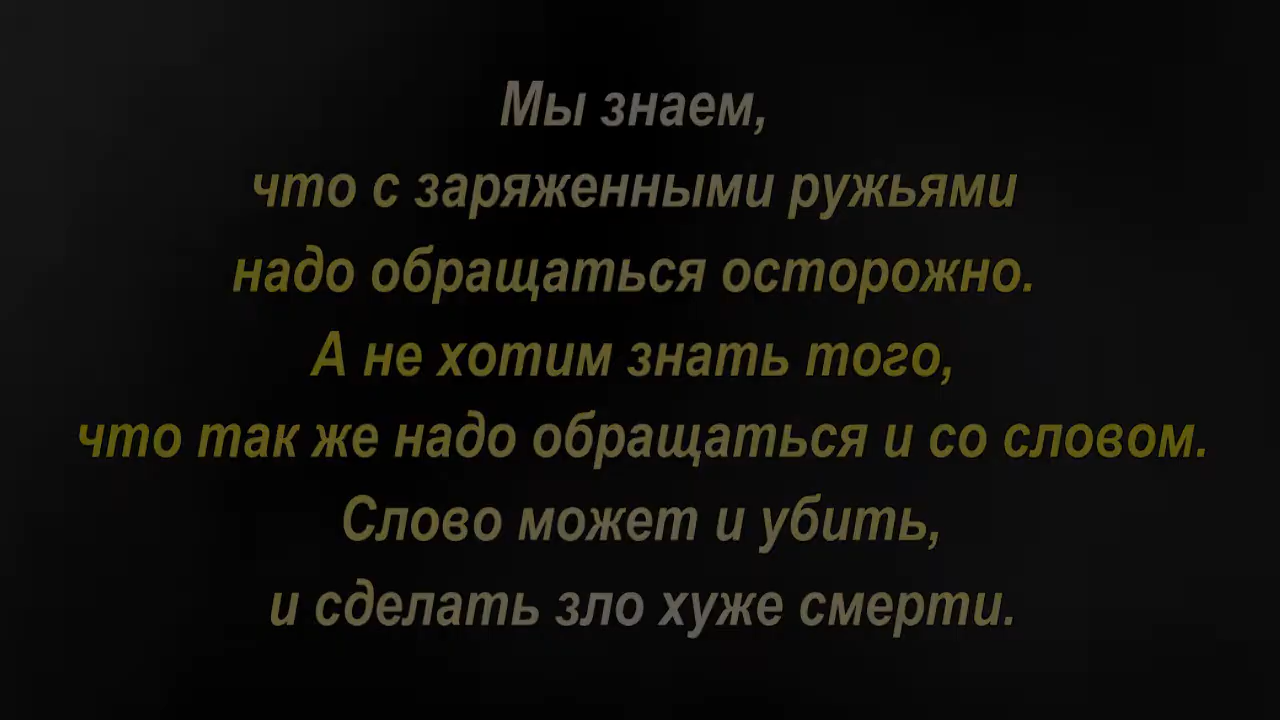 Мы знаем,
что с заряженными ружьями
надо обращаться осторожно.
А не хотим знать того,
что так же надо обращаться и со словом.
Слово может и убить,
и сделать зло хуже смерти.